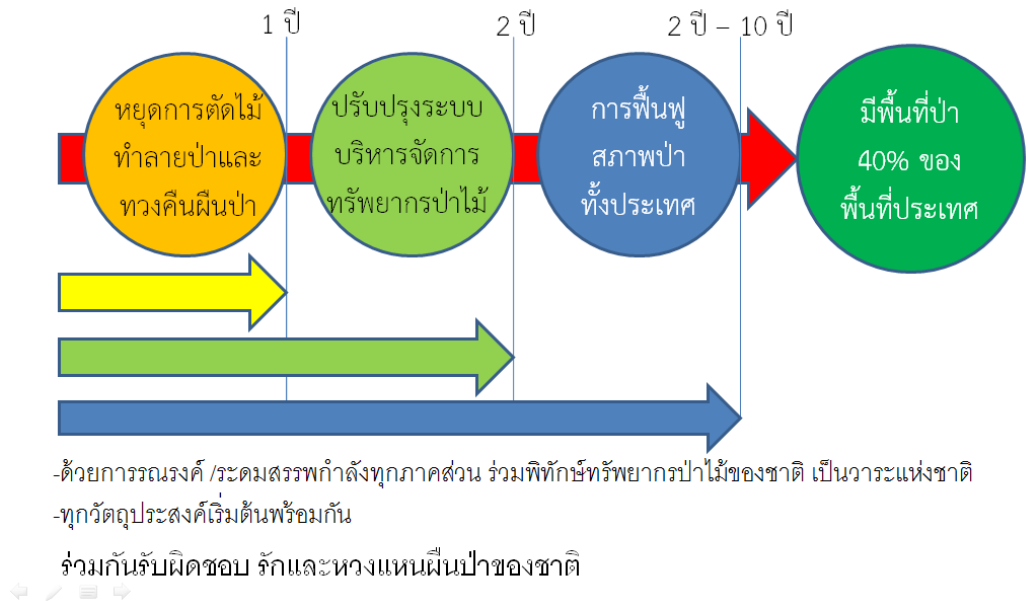 1 ปี
2 ปี
2 ปี – 10 ปี
หยุดการตัดไม้
ทำลายป่าและ
ทวงคืนผืนป่า
ปรับปรุงระบบ
บริหารจัดการ
ทรัพยากรป่าไม้
การฟื้นฟู
สภาพป่า
ทั้งประเทศ
มีพื้นที่ป่า
40% ของ
พื้นที่ประเทศ
-ด้วยการรณรงค์ /ระดมสรรพกำลังทุกภาคส่วน ร่วมพิทักษ์ทรัพยากรป่าไม้ของชาติ เป็นวาระแห่งชาติ
-ทุกวัตถุประสงค์เริ่มต้นพร้อมกัน
ร่วมกันรับผิดชอบ รักและหวงแหนผืนป่าของชาติ